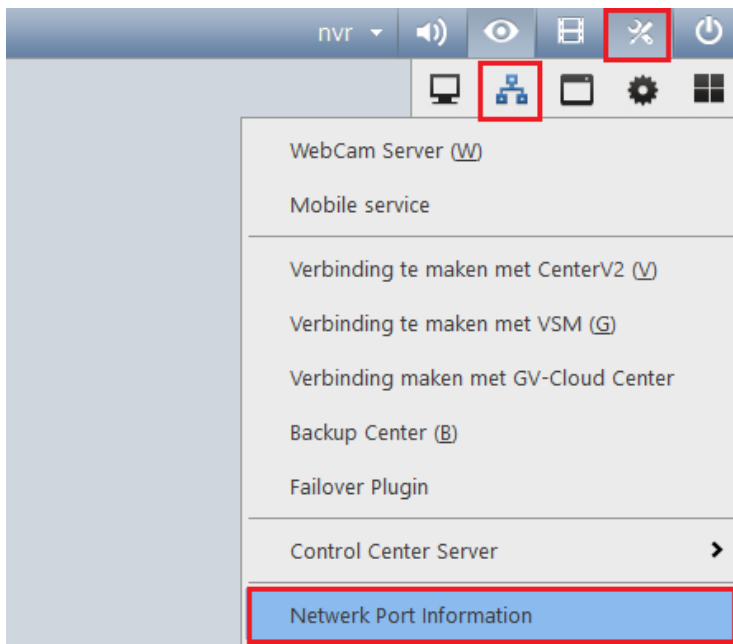 nvr
WebCam Server (W)
Mobile service
Verbinding te maken met CenterV2 (V)
Verbinding te maken met VSM (G)
Verbinding maken met GV-Cloud Center
Backup Center (B)
Failover Plugin
Control Center Server
Netwerk Port Information